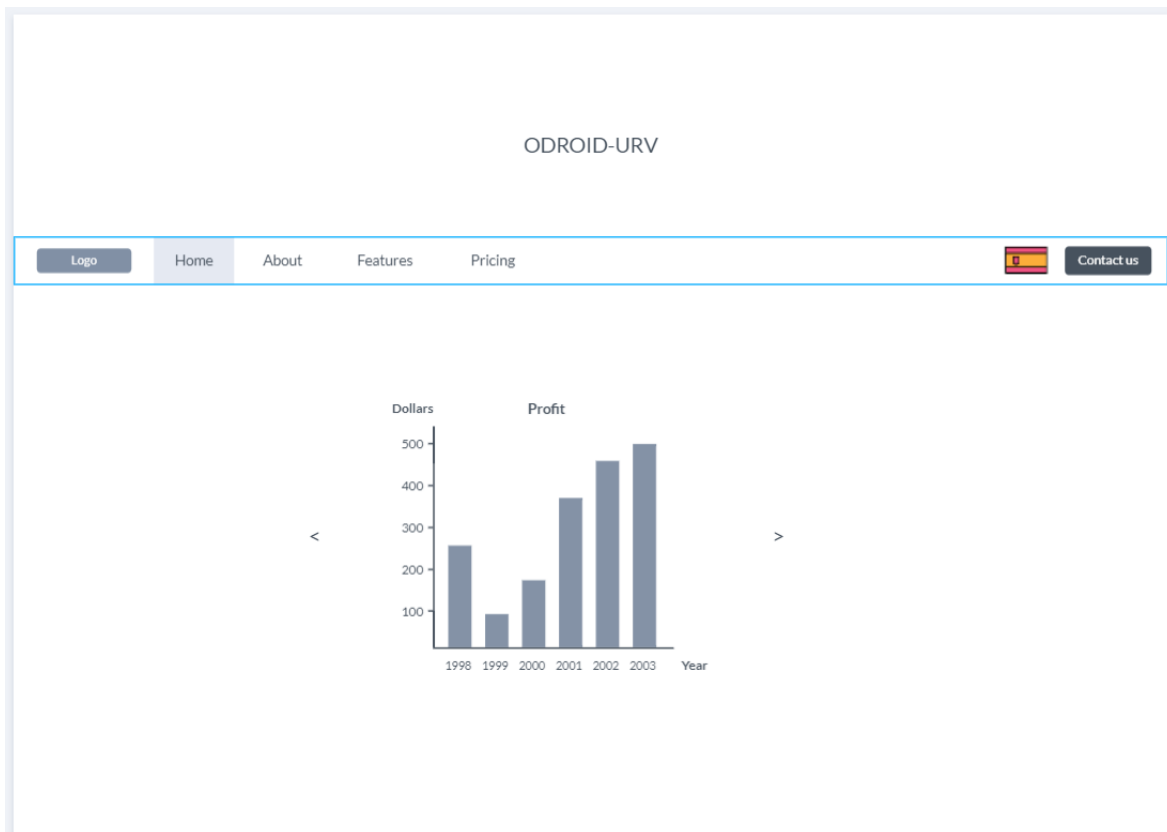 ODROID-URV
Logo Home About Features Pricing Contact us
Dollars Profit
500
400
300
< >
200
100
1998 1999 2000 2001 2002 2003 Year